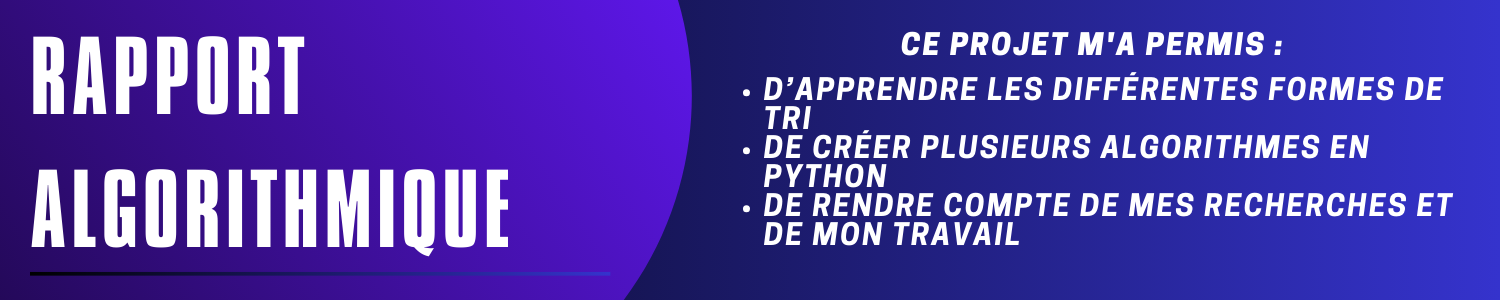 RAPPORT
ALGORITHMIQUE
CE PROJET M'A PERMIS :
• D’APPRENDRE LES DIFFÉRENTES FORMES DE
TRI
• DE CRÉER PLUSIEURS ALGORITHMES EN
PYTHON
• DE RENDRE COMPTE DE MES RECHERCHES ET
DE MON TRAVAIL